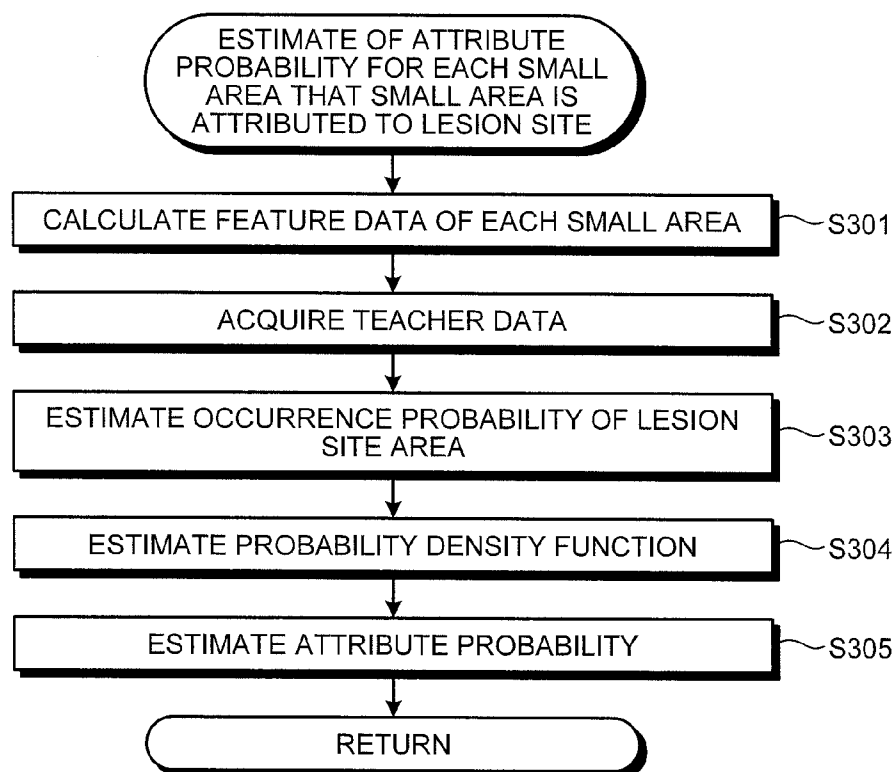 ESTIMATE OF ATTRIBUTE
PROBABILITY FOR EACH SMALL
AREA THAT SMALL AREA IS
ATTRIBUTED TO LESION SITE
CALCULATE FEATURE DATA OF EACH SMALL AREA
S301
ACQUIRE TEACHER DATA
S302
ESTIMATE OCCURRENCE PROBABILITY OF LESION
SITE AREA
S303
ESTIMATE PROBABILITY DENSITY FUNCTION
S304
ESTIMATE ATTRIBUTE PROBABILITY
S305
RETURN